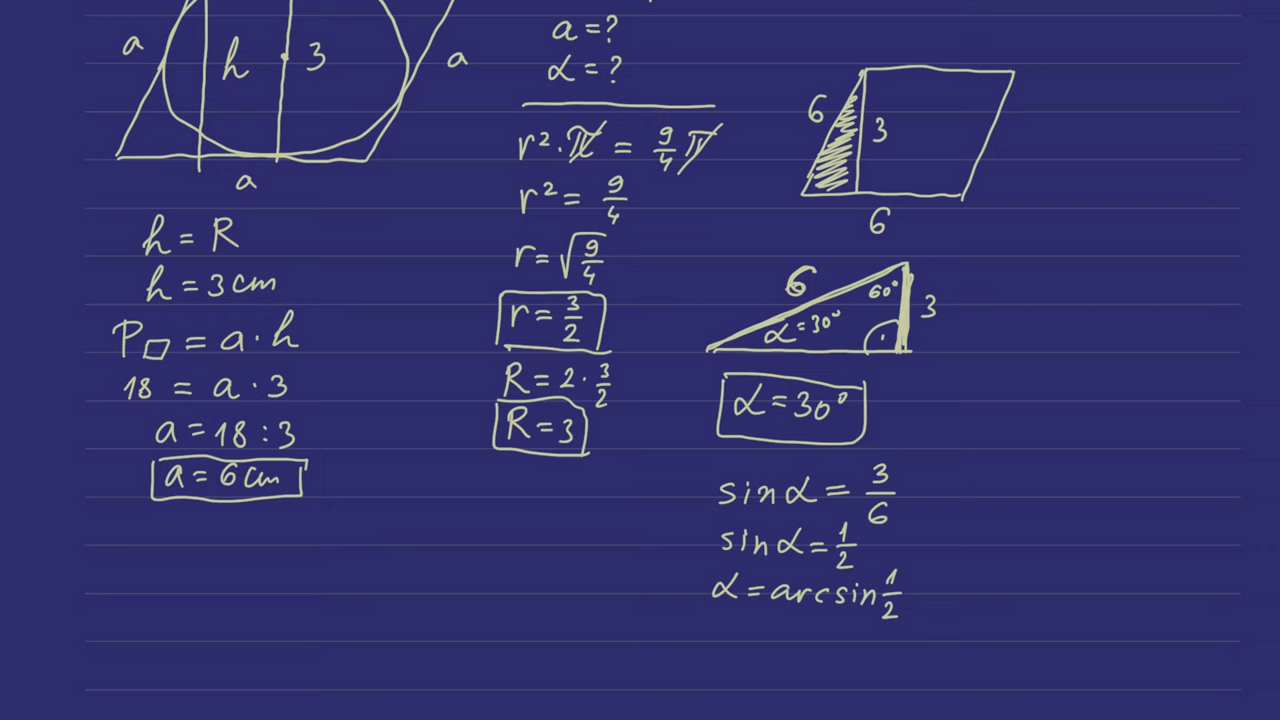 a
h
3
a
a
h = R
h = 3 cm
P□ = a · h
18 = a · 3
a = 18 : 3
a = 6 cm
a = ?
α = ?
r² · π = 9/4 π
r² = 9/4
r = √9/4
r = 3/2
R = 2 · 3/2
R = 3
6
3
6
6
60°
3
α = 30°
α = 30°
sin α = 3/6
sin α = 1/2
α = arcsin 1/2